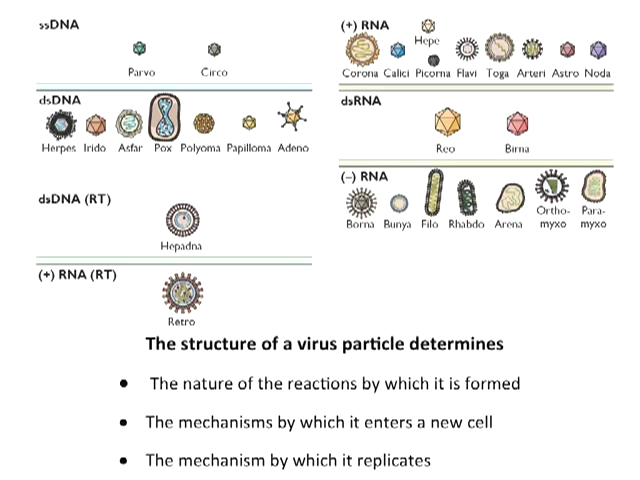 ssDNA
Parvo Circo
dsDNA
Herpes Irido Asfar Pox Polyoma Papilloma Adeno
dsDNA (RT)
Hepadna
(+) RNA (RT)
Retro
(+) RNA
Hepe
Corona Calici Picorna Flavi Toga Arteri Astro Noda
dsRNA
Reo Birna
(-) RNA
Ortho- Para-
Borna Bunya Filo Rhabdo Arena myxo myxo
The structure of a virus particle determines
• The nature of the reactions by which it is formed
• The mechanisms by which it enters a new cell
• The mechanism by which it replicates